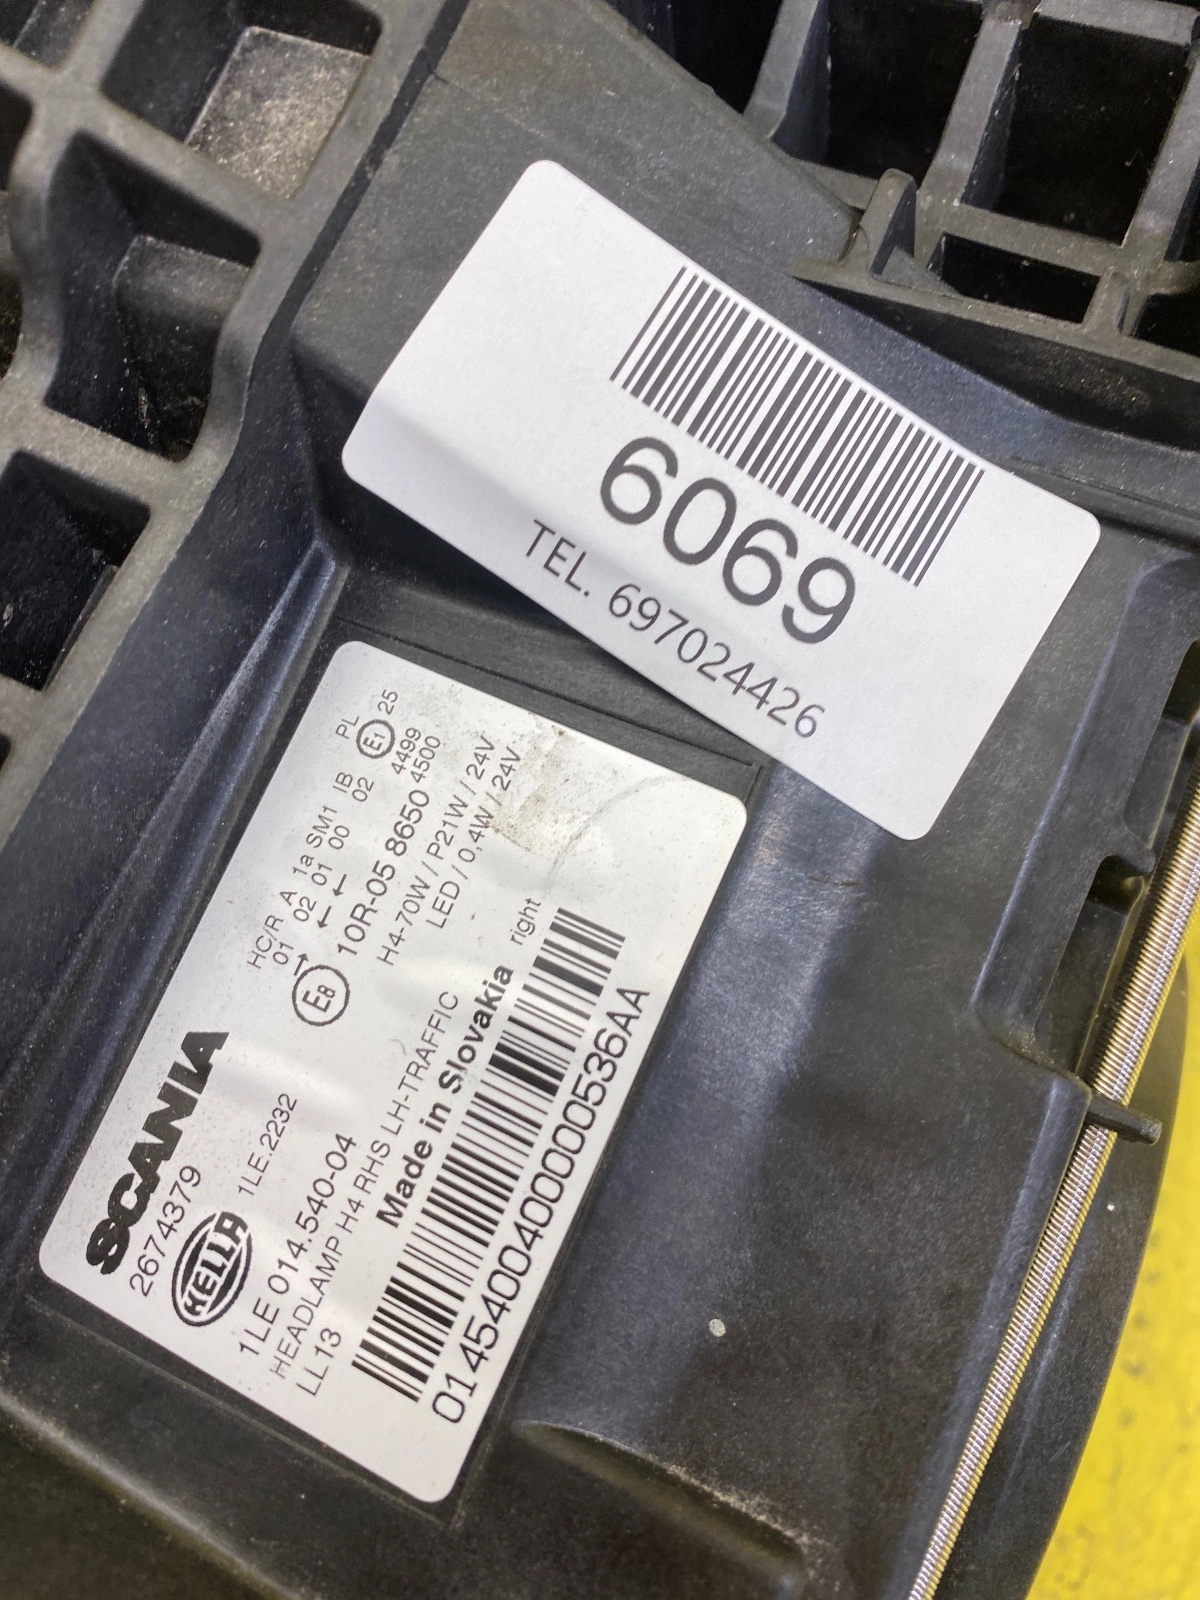 6069
TEL. 697024426
SCANIA
2674379
HELLA 1LE.2232
1LE 014.540-04
HEADLAMP H4 RHS LH-TRAFFIC
LL13
Made in Slovakia
right
014540040000536AA
HC/R A 1a SM1 IB PL
01 02 01 00 02 E1 25
→ ← ←
E8 10R-05 8650 4499
4500
H4-70W / P21W / 24V
LED / 0,4W / 24V